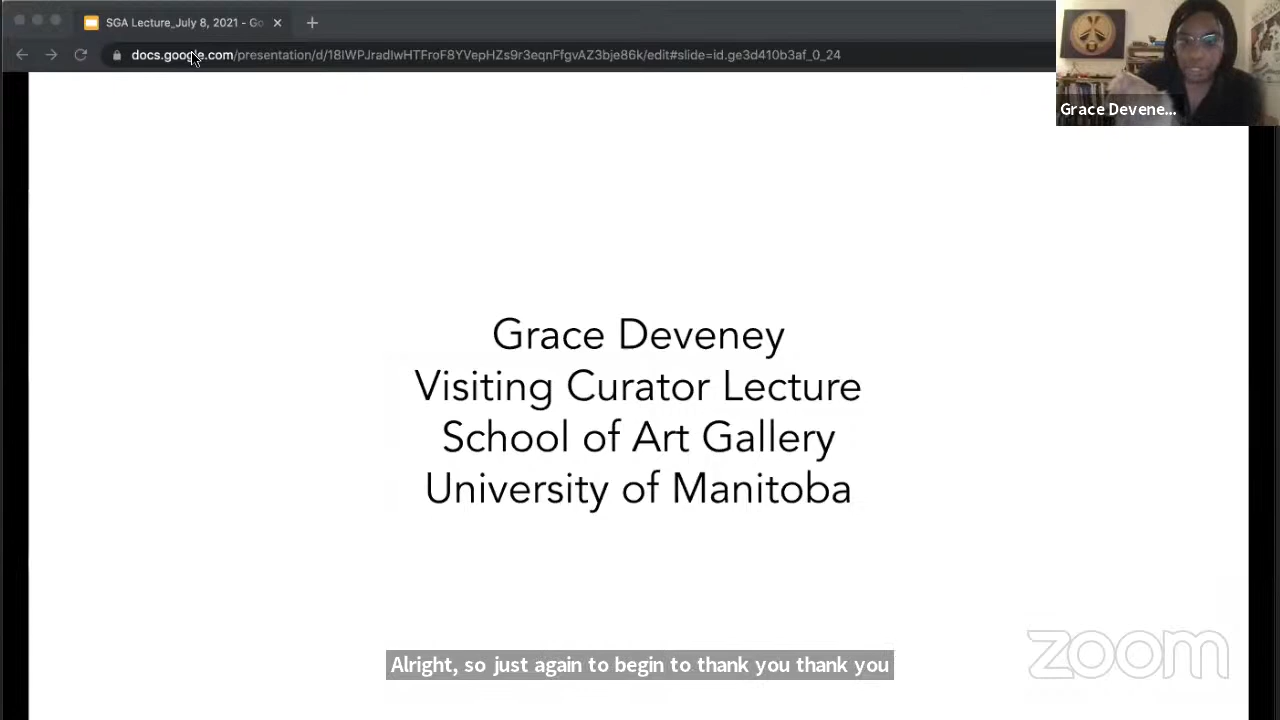 SGA Lecture_July 8, 2021 - Go
docs.google.com/presentation/d/18IWPJradlwHTFroF3YTVepHZs9r3eqnFfgvAZ3bje86k/edit#slide=id.ge3d410b3af_0_24
Grace Devene...
Grace Deveney
Visiting Curator Lecture
School of Art Gallery
University of Manitoba
Alright, so just again to begin to thank you thank you
zoom